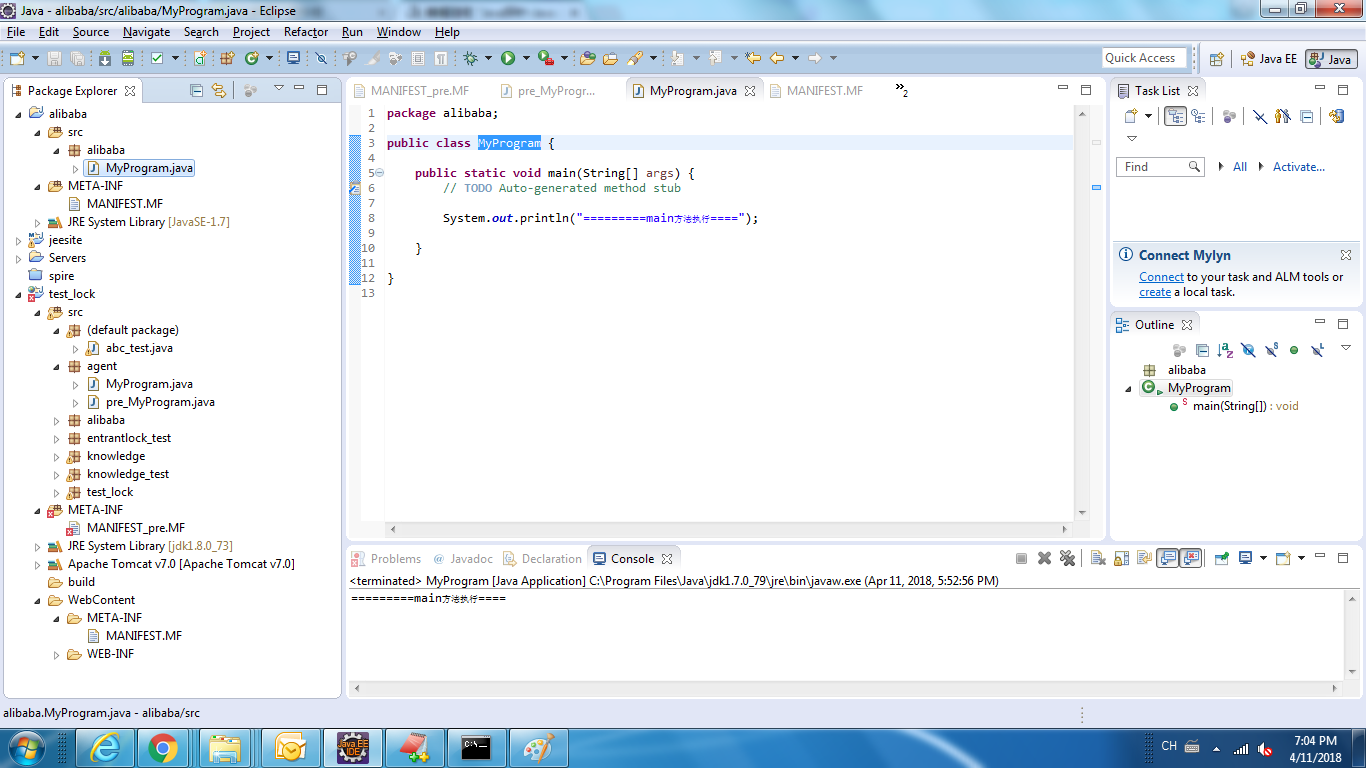 Java - alibaba/src/alibaba/MyProgram.java - Eclipse
File Edit Source Navigate Search Project Refactor Run Window Help
Quick Access
Java EE
Java
Package Explorer
alibaba
src
alibaba
MyProgram.java
META-INF
MANIFEST.MF
JRE System Library [JavaSE-1.7]
jeesite
Servers
spire
test_lock
src
(default package)
abc_test.java
agent
MyProgram.java
pre_MyProgram.java
alibaba
entrantlock_test
knowledge
knowledge_test
test_lock
META-INF
MANIFEST_pre.MF
JRE System Library [jdk1.8.0_73]
Apache Tomcat v7.0 [Apache Tomcat v7.0]
build
WebContent
META-INF
MANIFEST.MF
WEB-INF
MANIFEST_pre.MF pre_MyProgr... MyProgram.java MANIFEST.MF »2
1 package alibaba;
2
3 public class MyProgram {
4
5 public static void main(String[] args) {
6 // TODO Auto-generated method stub
7
8 System.out.println("=========main方法执行====");
9
10 }
11
12 }
13
Task List
Find All Activate...
Connect Mylyn
Connect to your task and ALM tools or
create a local task.
Outline
alibaba
MyProgram
main(String[]) : void
Problems @ Javadoc Declaration Console
<terminated> MyProgram [Java Application] C:\Program Files\Java\jdk1.7.0_79\jre\bin\javaw.exe (Apr 11, 2018, 5:52:56 PM)
=========main方法执行====
alibaba.MyProgram.java - alibaba/src
Java EE
IDE
C:\.
CH
7:04 PM
4/11/2018